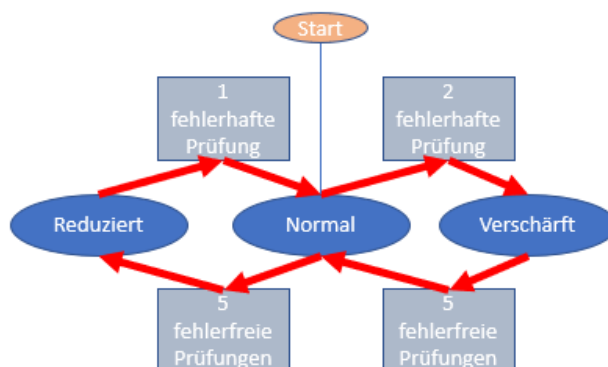 Start
1
fehlerhafte
Prüfung
2
fehlerhafte
Prüfung
Reduziert
Normal
Verschärft
5
fehlerfreie
Prüfungen
5
fehlerfreie
Prüfungen